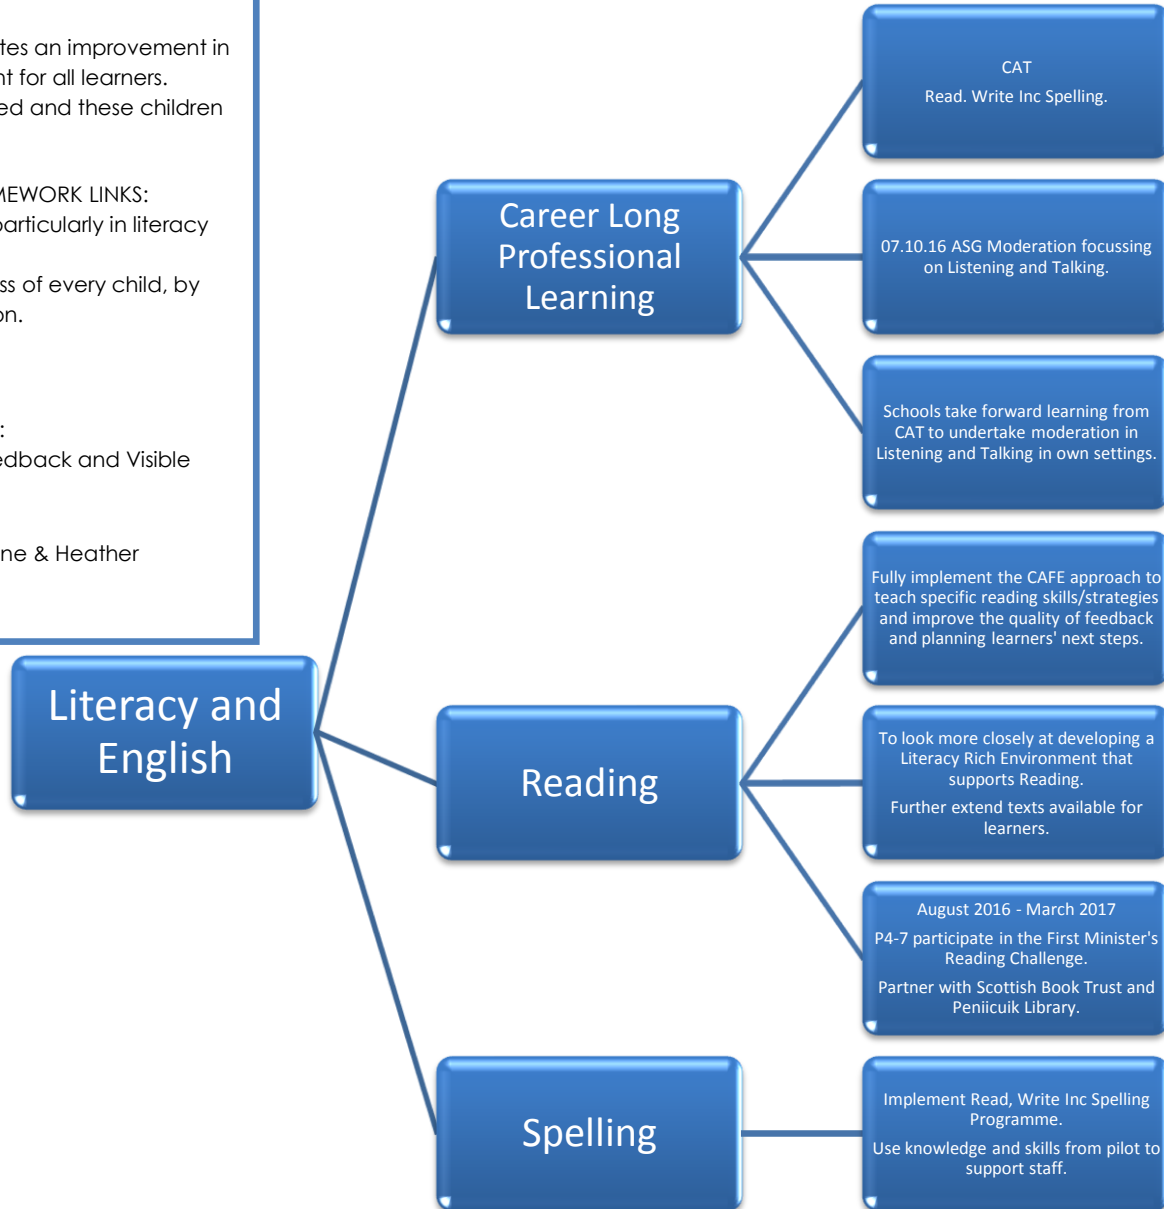 tes an improvement in
nt for all learners.
ed and these children
MEWORK LINKS:
particularly in literacy
ss of every child, by
on.
:
edback and Visible
ne & Heather
Literacy and
English
Career Long
Professional
Learning
CAT
Read. Write Inc Spelling.
07.10.16 ASG Moderation focussing
on Listening and Talking.
Schools take forward learning from
CAT to undertake moderation in
Listening and Talking in own settings.
Reading
Fully implement the CAFE approach to
teach specific reading skills/strategies
and improve the quality of feedback
and planning learners' next steps.
To look more closely at developing a
Literacy Rich Environment that
supports Reading.
Further extend texts available for
learners.
August 2016 - March 2017
P4-7 participate in the First Minister's
Reading Challenge.
Partner with Scottish Book Trust and
Peniicuik Library.
Spelling
Implement Read, Write Inc Spelling
Programme.
Use knowledge and skills from pilot to
support staff.